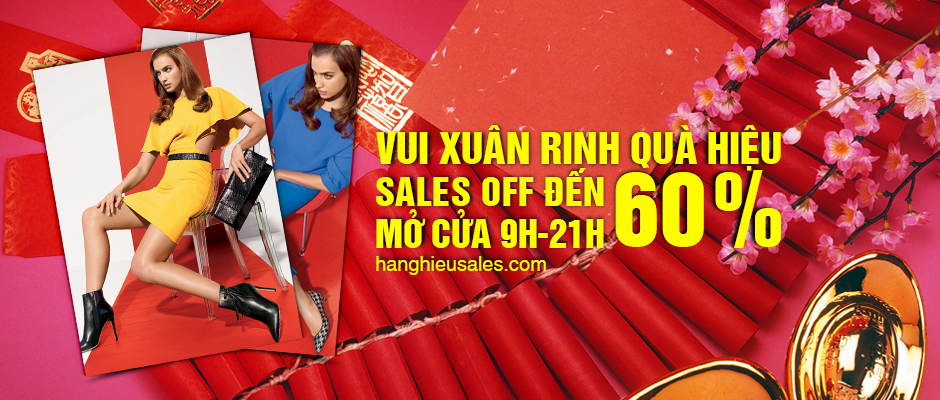 VUI XUÂN RINH QUÀ HIỆU
SALES OFF ĐẾN 60%
MỞ CỬA 9H-21H
hanghieusales.com